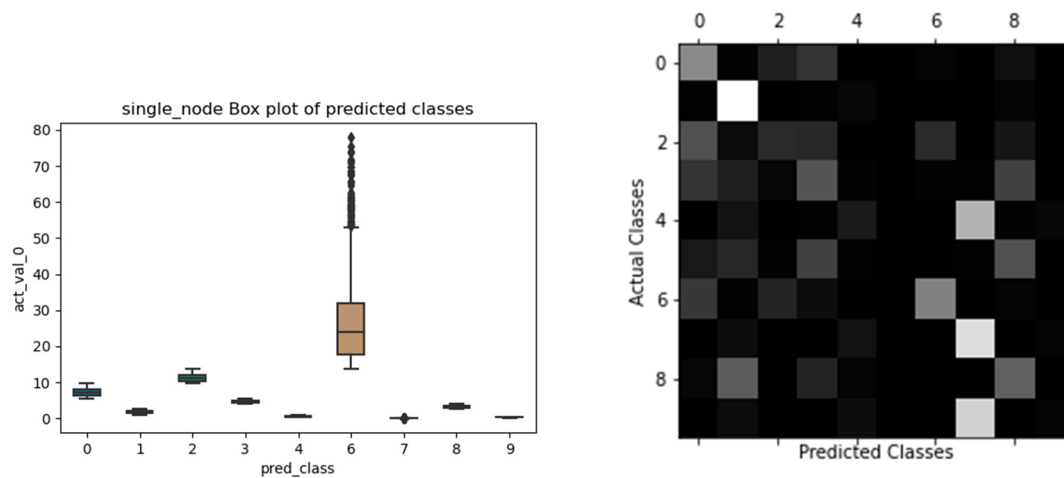 single_node Box plot of predicted classes
act_val_0
80
70
60
50
40
30
20
10
0
0 1 2 3 4 6 7 8 9
pred_class
0 2 4 6 8
Actual Classes
0
2
4
6
8
Predicted Classes